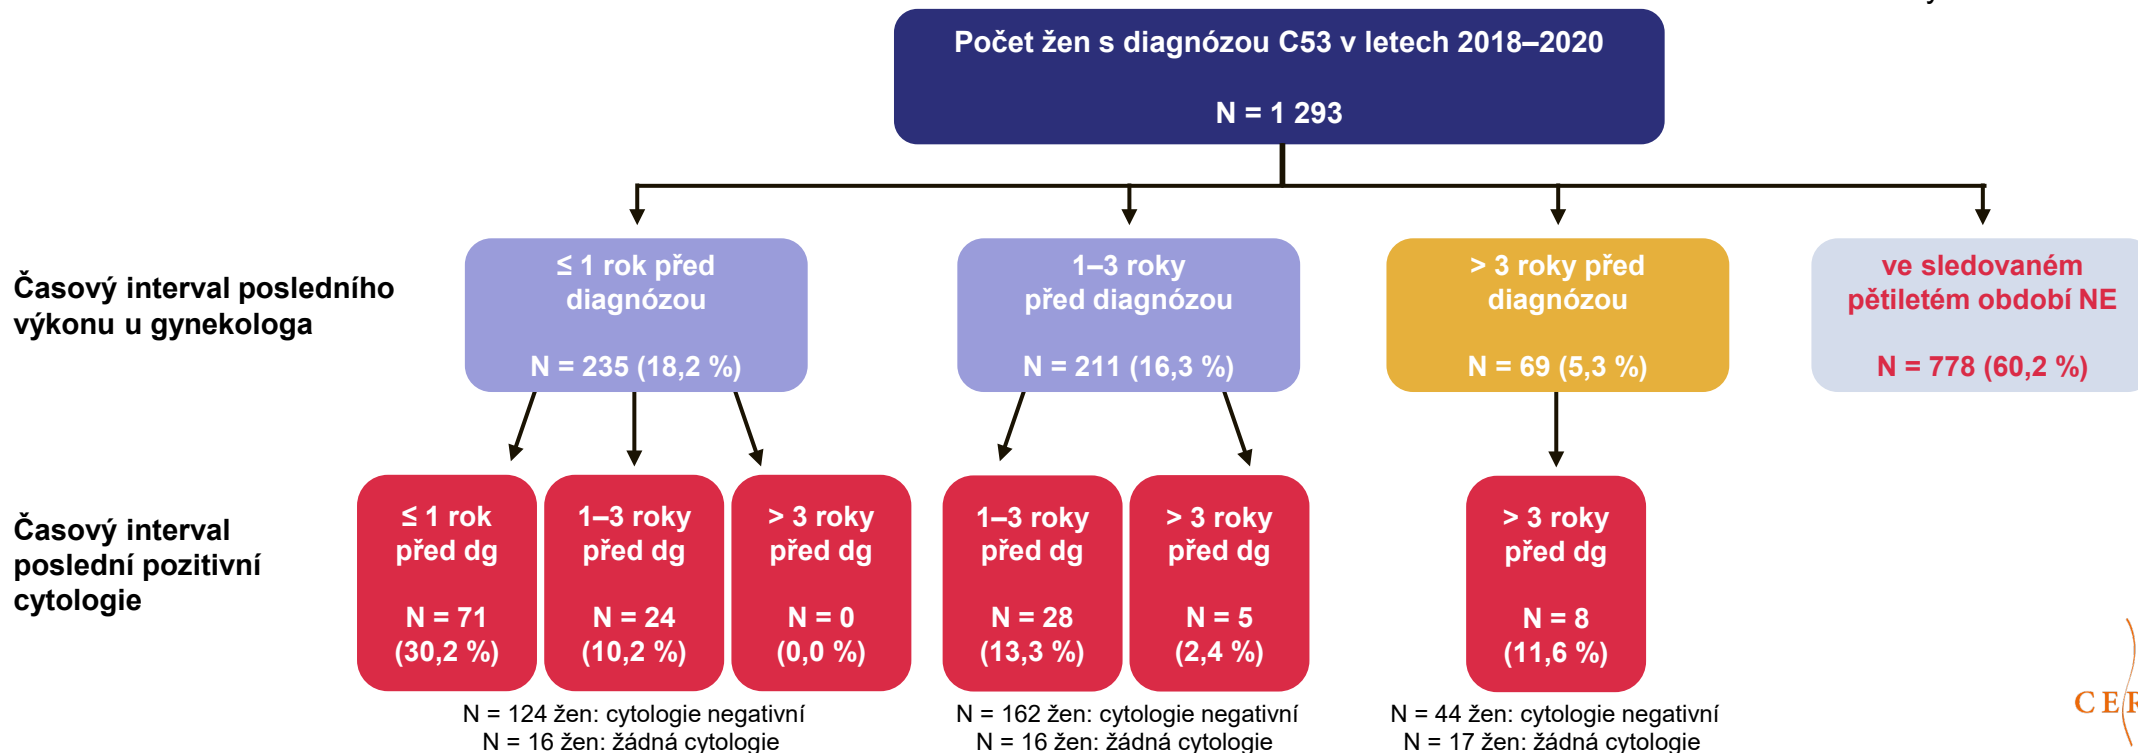 Počet žen s diagnózou C53 v letech 2018–2020
N = 1 293
Časový interval posledního
výkonu u gynekologa
≤ 1 rok před
diagnózou
N = 235 (18,2 %)
1–3 roky
před diagnózou
N = 211 (16,3 %)
> 3 roky před
diagnózou
N = 69 (5,3 %)
ve sledovaném
pětiletém období NE
N = 778 (60,2 %)
Časový interval
poslední pozitivní
cytologie
≤ 1 rok
před dg
N = 71
(30,2 %)
1–3 roky
před dg
N = 24
(10,2 %)
> 3 roky
před dg
N = 0
(0,0 %)
1–3 roky
před dg
N = 28
(13,3 %)
> 3 roky
před dg
N = 5
(2,4 %)
> 3 roky
před dg
N = 8
(11,6 %)
N = 124 žen: cytologie negativní
N = 16 žen: žádná cytologie
N = 162 žen: cytologie negativní
N = 16 žen: žádná cytologie
N = 44 žen: cytologie negativní
N = 17 žen: žádná cytologie